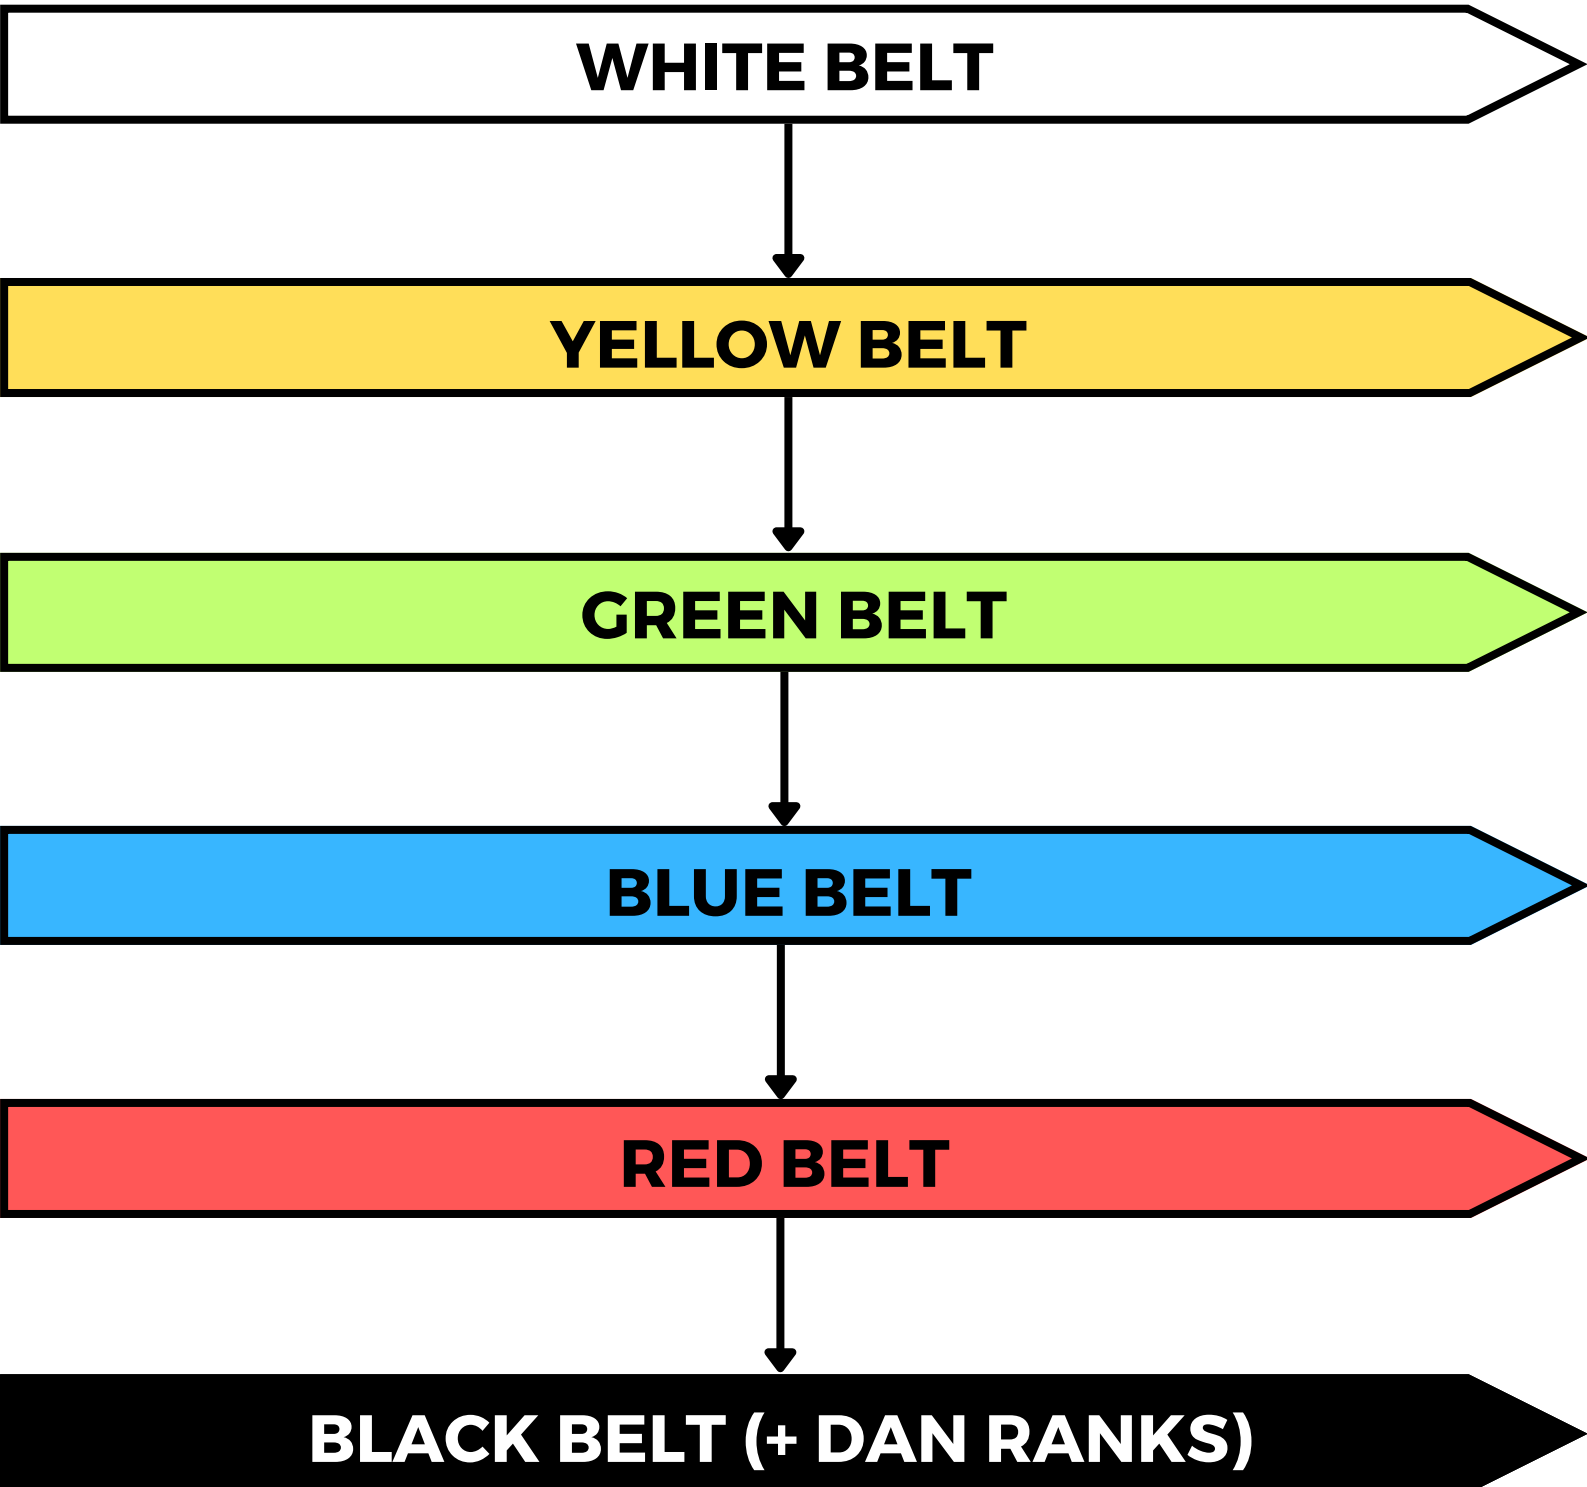 WHITE BELT
YELLOW BELT
GREEN BELT
BLUE BELT
RED BELT
BLACK BELT (+ DAN RANKS)